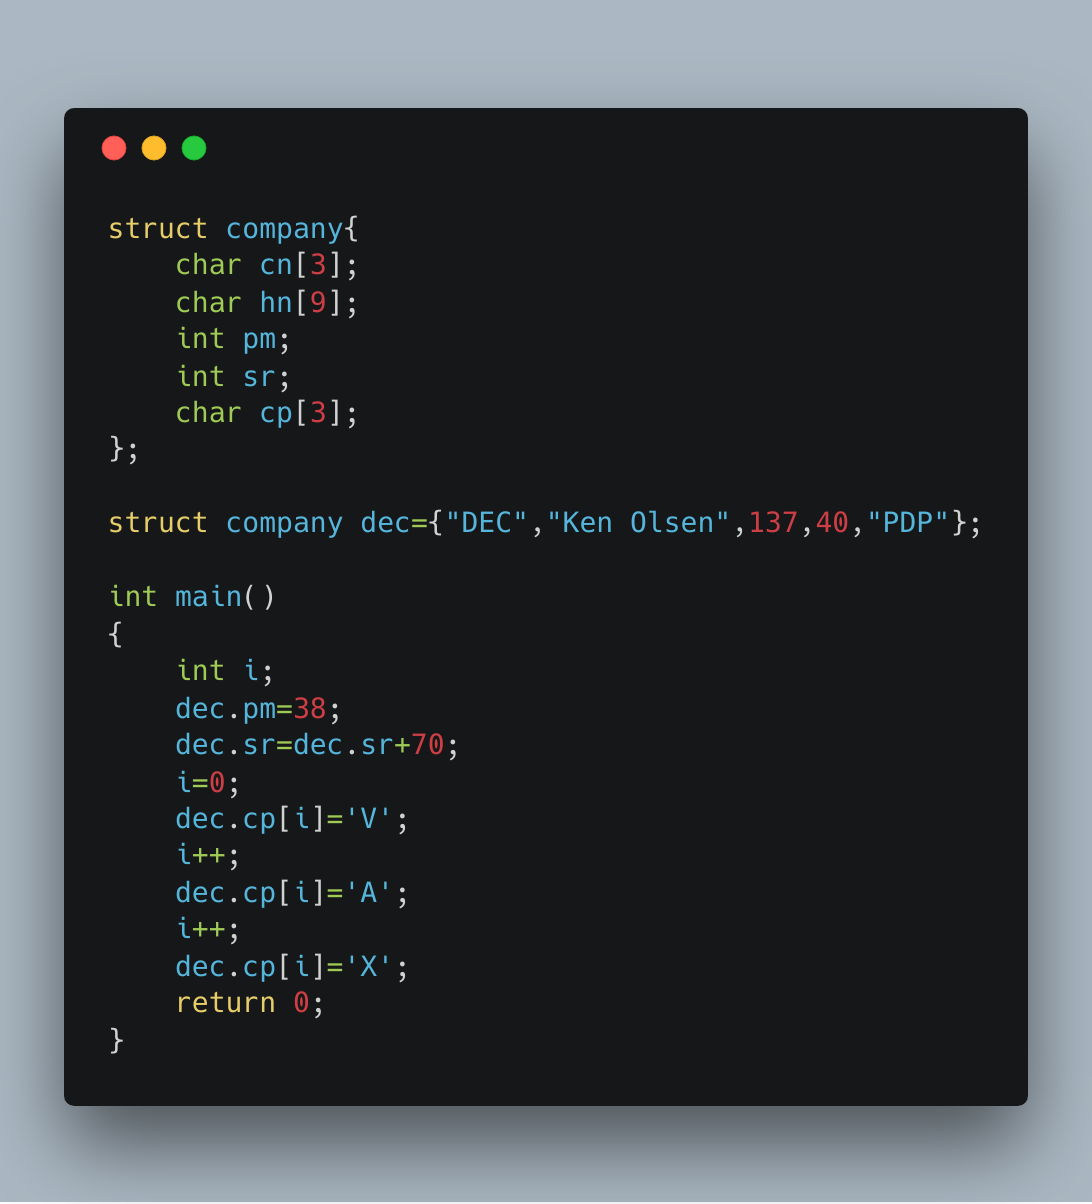 struct company{
    char cn[3];
    char hn[9];
    int pm;
    int sr;
    char cp[3];
};

struct company dec={"DEC","Ken Olsen",137,40,"PDP"};

int main()
{
    int i;
    dec.pm=38;
    dec.sr=dec.sr+70;
    i=0;
    dec.cp[i]='V';
    i++;
    dec.cp[i]='A';
    i++;
    dec.cp[i]='X';
    return 0;
}